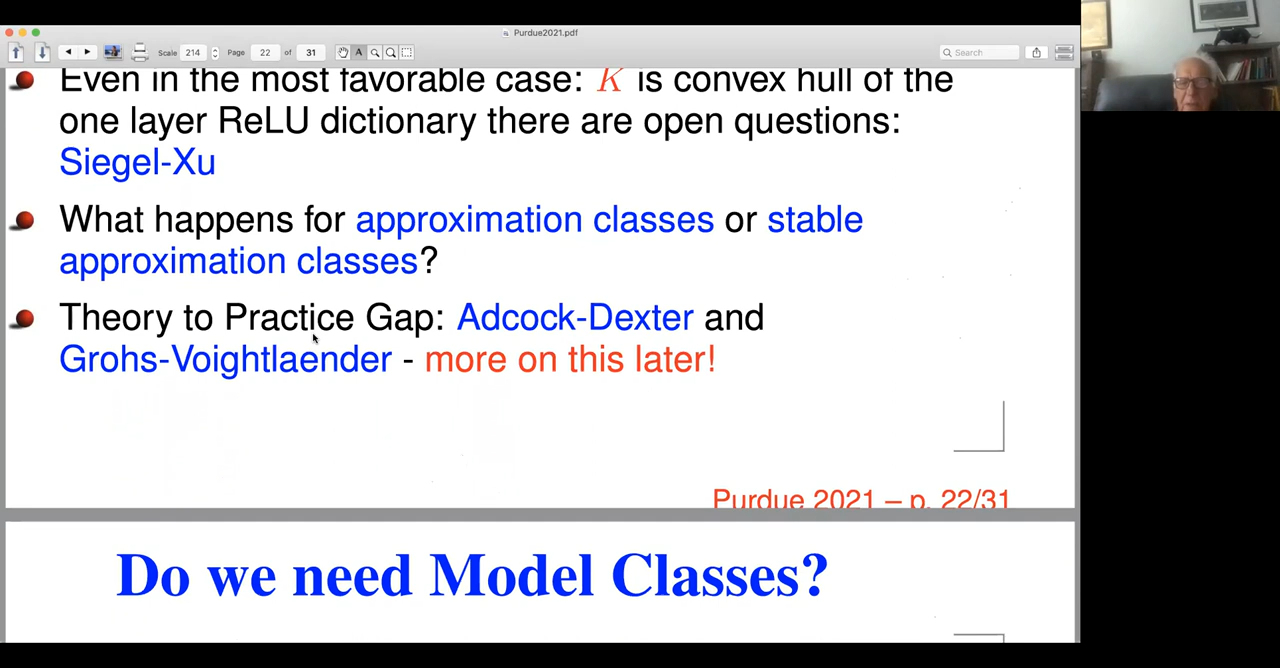 Purdue2021.pdf
Scale 214 Page 22 of 31 Search
Even in the most favorable case: K is convex hull of the
one layer ReLU dictionary there are open questions:
Siegel-Xu
What happens for approximation classes or stable
approximation classes?
Theory to Practice Gap: Adcock-Dexter and
Grohs-Voightlaender - more on this later!
Purdue 2021 – p. 22/31
Do we need Model Classes?